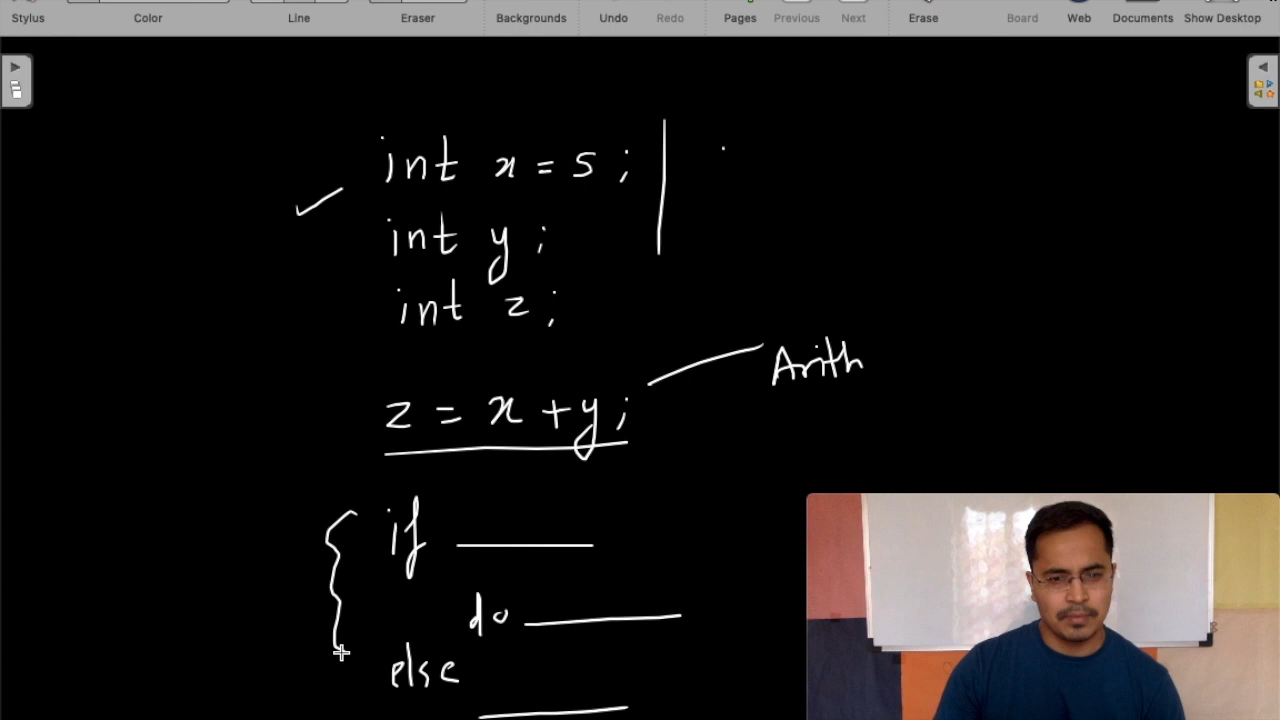 Stylus Color Line Eraser Backgrounds Undo Redo Pages Previous Next Erase Board Web Documents Show Desktop
int x = 5 ;
int y ;
int z ;
Arith
z = x + y ;
if
do
else